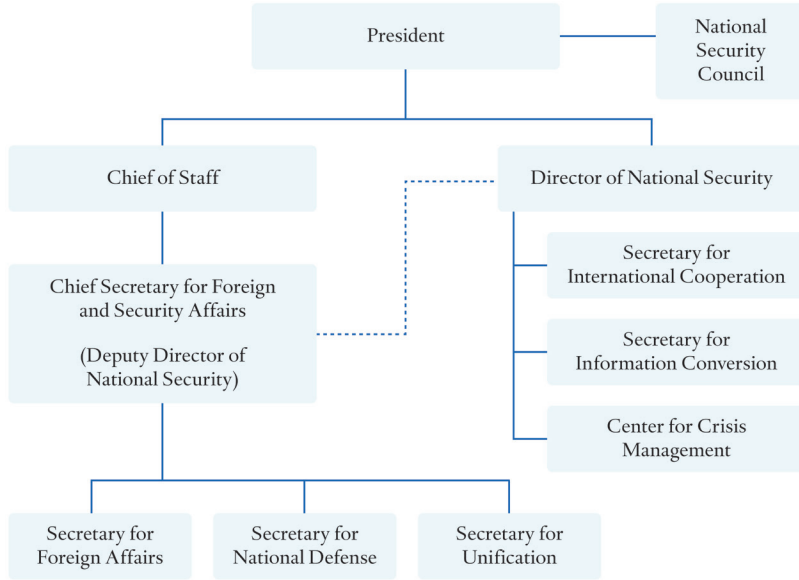 President
National
Security
Council
Chief of Staff
Director of National Security
Chief Secretary for Foreign
and Security Affairs
(Deputy Director of
National Security)
Secretary for
International Cooperation
Secretary for
Information Conversion
Center for Crisis
Management
Secretary for
Foreign Affairs
Secretary for
National Defense
Secretary for
Unification